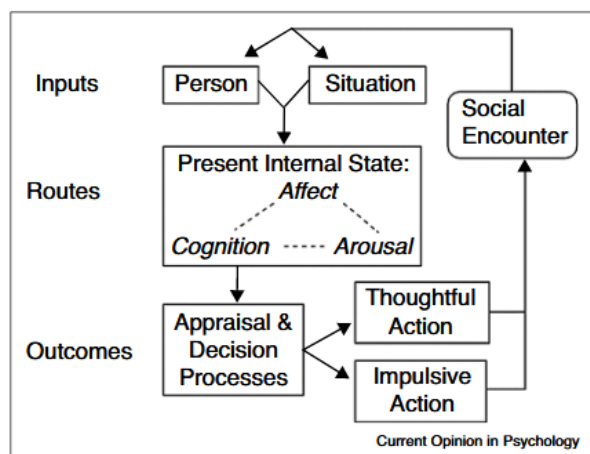 Inputs
Person
Situation
Social
Encounter
Routes
Present Internal State:
Affect
Cognition
Arousal
Outcomes
Appraisal &
Decision
Processes
Thoughtful
Action
Impulsive
Action
Current Opinion in Psychology